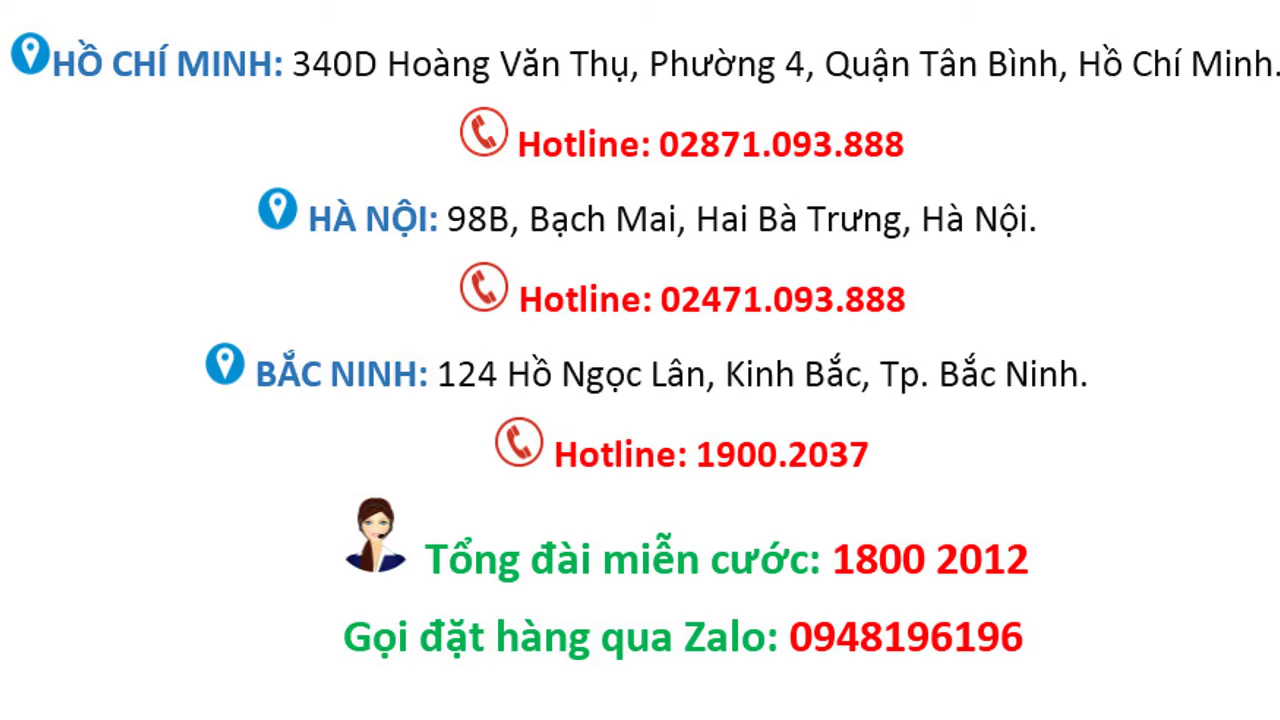 HỒ CHÍ MINH: 340D Hoàng Văn Thụ, Phường 4, Quận Tân Bình, Hồ Chí Minh.
Hotline: 02871.093.888
HÀ NỘI: 98B, Bạch Mai, Hai Bà Trưng, Hà Nội.
Hotline: 02471.093.888
BẮC NINH: 124 Hồ Ngọc Lân, Kinh Bắc, Tp. Bắc Ninh.
Hotline: 1900.2037
Tổng đài miễn cước: 1800 2012
Gọi đặt hàng qua Zalo: 0948196196